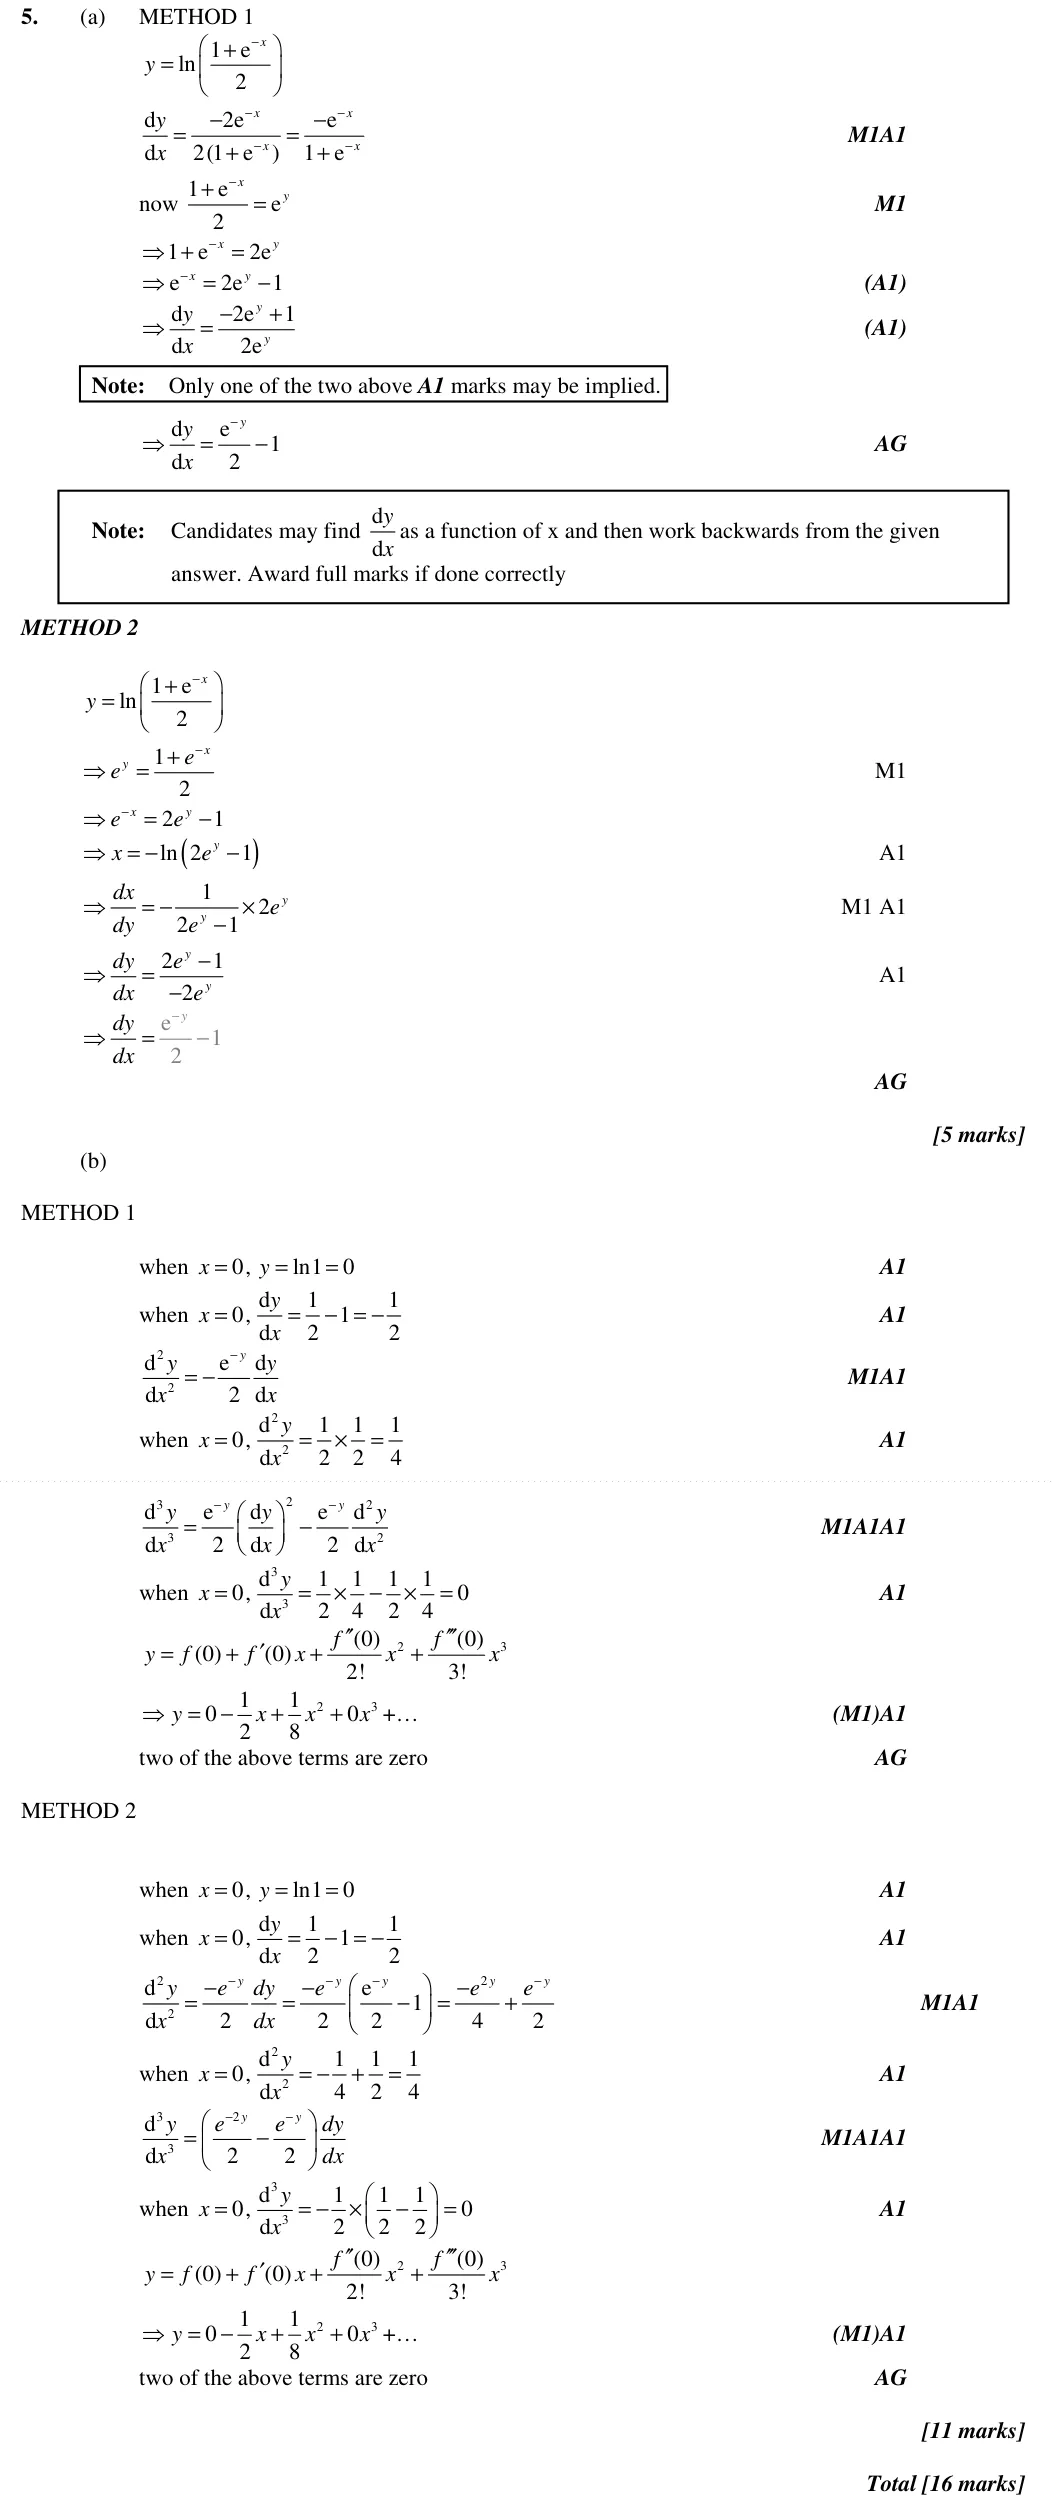 5. (a) METHOD 1
y = ln((1 + e^{−x})/2)
dy/dx = −2e^{−x}/(2(1 + e^{−x})) = −e^{−x}/(1 + e^{−x}) M1A1
now (1 + e^{−x})/2 = e^y M1
⇒ 1 + e^{−x} = 2e^y
⇒ e^{−x} = 2e^y − 1 (A1)
⇒ dy/dx = (−2e^y + 1)/(2e^y) (A1)
Note: Only one of the two above A1 marks may be implied.
⇒ dy/dx = e^{−y}/2 − 1 AG
Note: Candidates may find dy/dx as a function of x and then work backwards from the given
answer. Award full marks if done correctly
METHOD 2
y = ln((1 + e^{−x})/2)
⇒ e^y = (1 + e^{−x})/2 M1
⇒ e^{−x} = 2e^y − 1
⇒ x = −ln(2e^y − 1) A1
⇒ dx/dy = −1/(2e^y − 1) × 2e^y M1 A1
⇒ dy/dx = (2e^y − 1)/(−2e^y) A1
⇒ dy/dx = e^{−y}/2 − 1
AG
[5 marks]
(b)
METHOD 1
when x = 0, y = ln1 = 0 A1
when x = 0, dy/dx = 1/2 − 1 = −1/2 A1
d²y/dx² = −e^{−y}/2 dy/dx M1A1
when x = 0, d²y/dx² = 1/2 × 1/2 = 1/4 A1
d³y/dx³ = e^{−y}/2 (dy/dx)² − e^{−y}/2 d²y/dx² M1A1A1
when x = 0, d³y/dx³ = 1/2 × 1/4 − 1/2 × 1/4 = 0 A1
y = f(0) + f′(0)x + f″(0)/2! x² + f‴(0)/3! x³
⇒ y = 0 − 1/2 x + 1/8 x² + 0x³ +… (M1)A1
two of the above terms are zero AG
METHOD 2
when x = 0, y = ln1 = 0 A1
when x = 0, dy/dx = 1/2 − 1 = −1/2 A1
d²y/dx² = −e^{−y}/2 dy/dx = −e^{−y}/2 (e^{−y}/2 − 1) = −e^{2y}/4 + e^{−y}/2 M1A1
when x = 0, d²y/dx² = −1/4 + 1/2 = 1/4 A1
d³y/dx³ = (e^{−2y}/2 − e^{−y}/2) dy/dx M1A1A1
when x = 0, d³y/dx³ = −1/2 × (1/2 − 1/2) = 0 A1
y = f(0) + f′(0)x + f″(0)/2! x² + f‴(0)/3! x³
⇒ y = 0 − 1/2 x + 1/8 x² + 0x³ +… (M1)A1
two of the above terms are zero AG
[11 marks]
Total [16 marks]